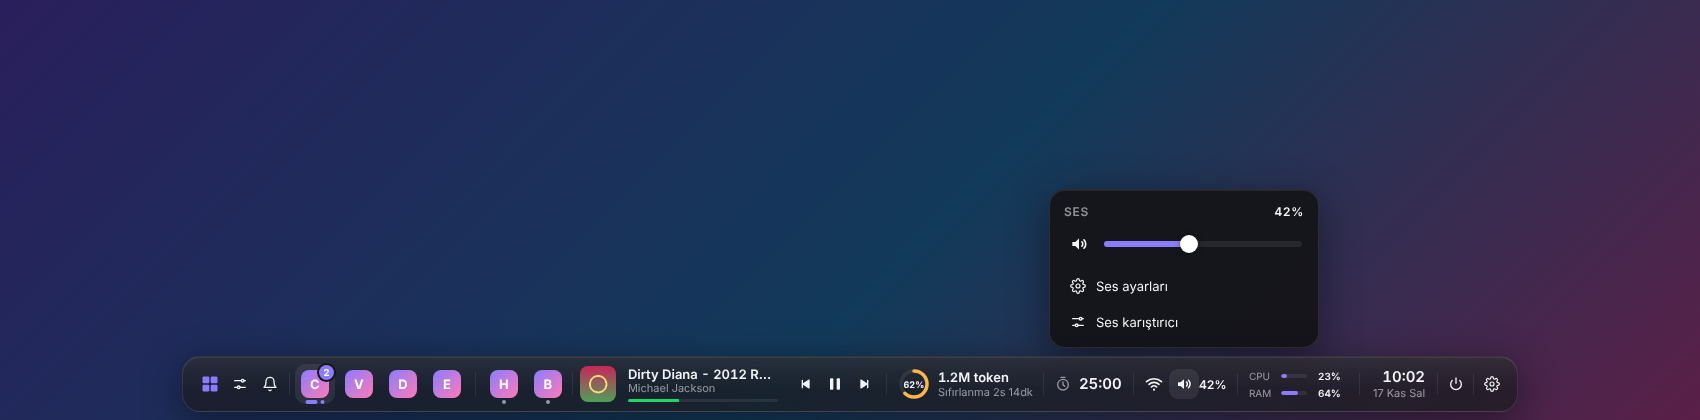 SES 42%
Ses ayarları
Ses karıştırıcı
2
C V D E H B
Dirty Diana - 2012 R...
Michael Jackson
62%
1.2M token
Sıfırlanma 2s 14dk
25:00
42%
CPU 23%
RAM 64%
10:02
17 Kas Sal